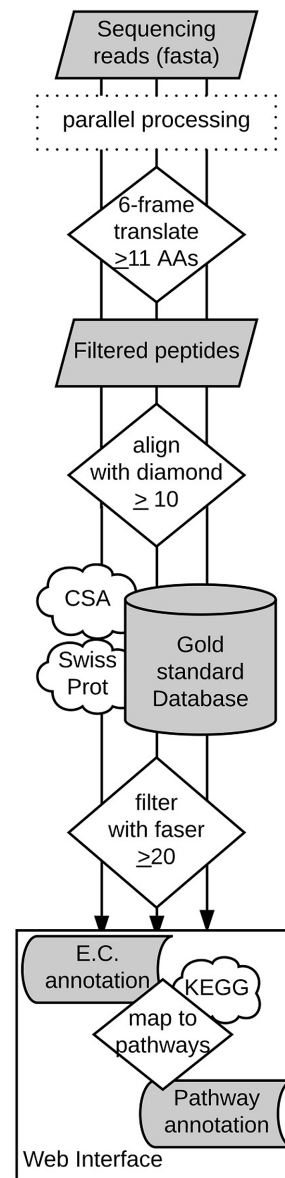 Sequencing
reads (fasta)
parallel processing
6-frame
translate
≥11 AAs
Filtered peptides
align
with diamond
≥ 10
CSA
Swiss
Prot
Gold
standard
Database
filter
with faser
≥20
E.C.
annotation
KEGG
map to
pathways
Pathway
annotation
Web Interface